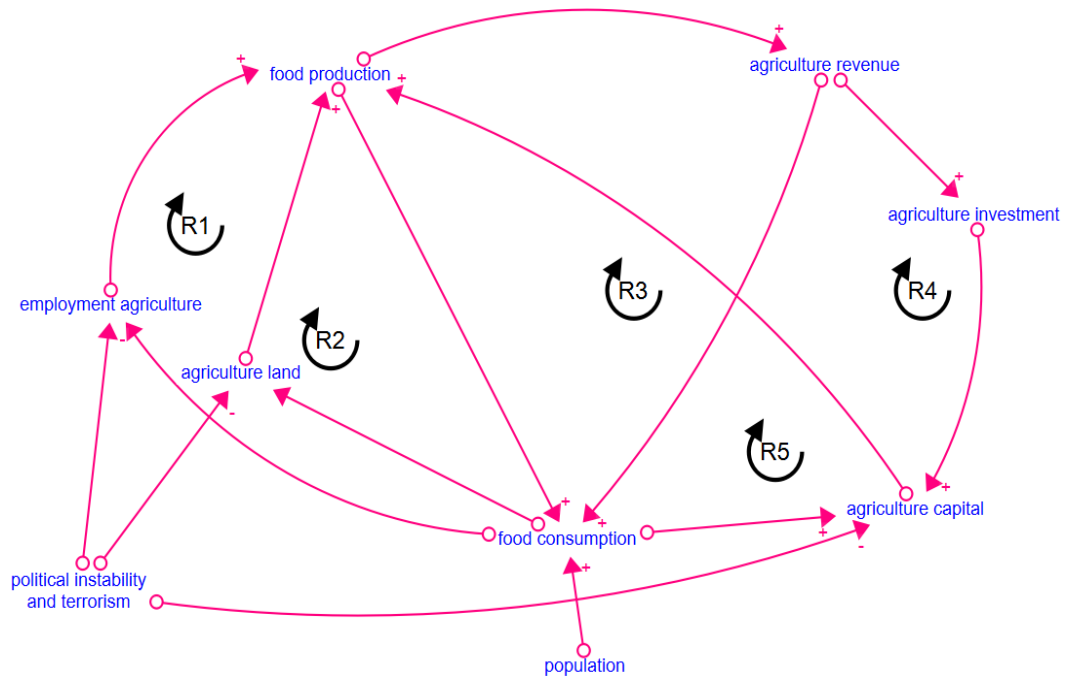 +
+
food production
+
+
agriculture revenue
+
agriculture investment
R1
R2
R3
R4
employment agriculture
-
agriculture land
-
R5
+
+
+
agriculture capital
+
-
food consumption
+
political instability
and terrorism
population